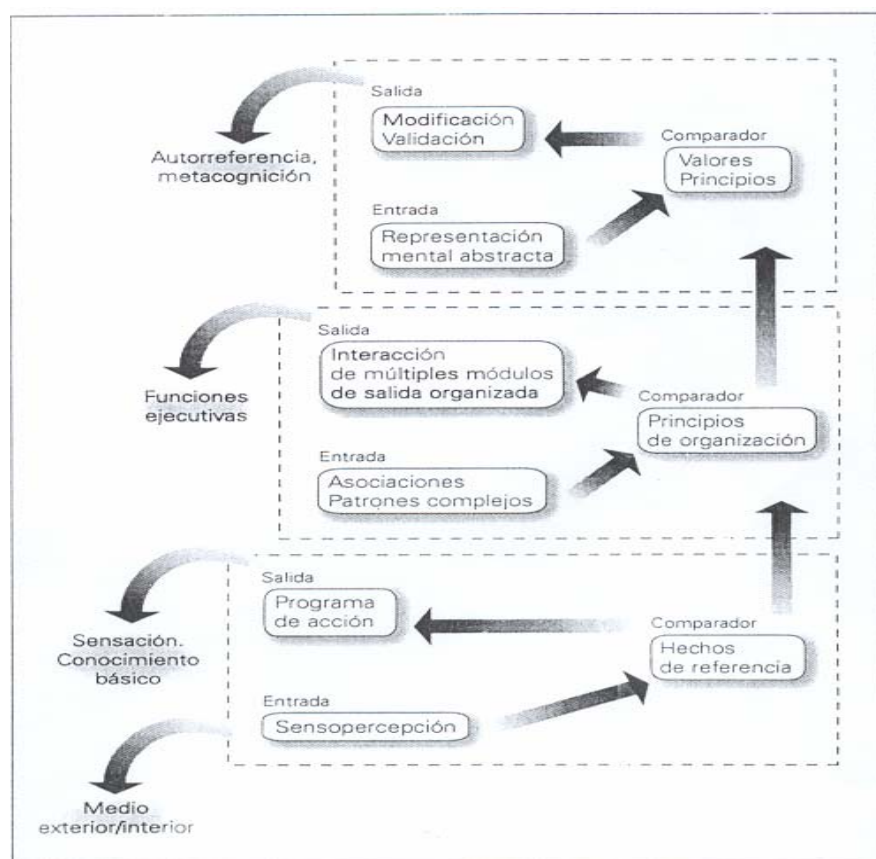 Salida
Modificación
Validación
Comparador
Valores
Principios
Autorreferencia,
metacognición
Entrada
Representación
mental abstracta
Salida
Interacción
de múltiples módulos
de salida organizada
Comparador
Principios
de organización
Funciones
ejecutivas
Entrada
Asociaciones
Patrones complejos
Salida
Programa
de acción
Comparador
Hechos
de referencia
Sensación.
Conocimiento
básico
Entrada
Sensopercepción
Medio
exterior/interior